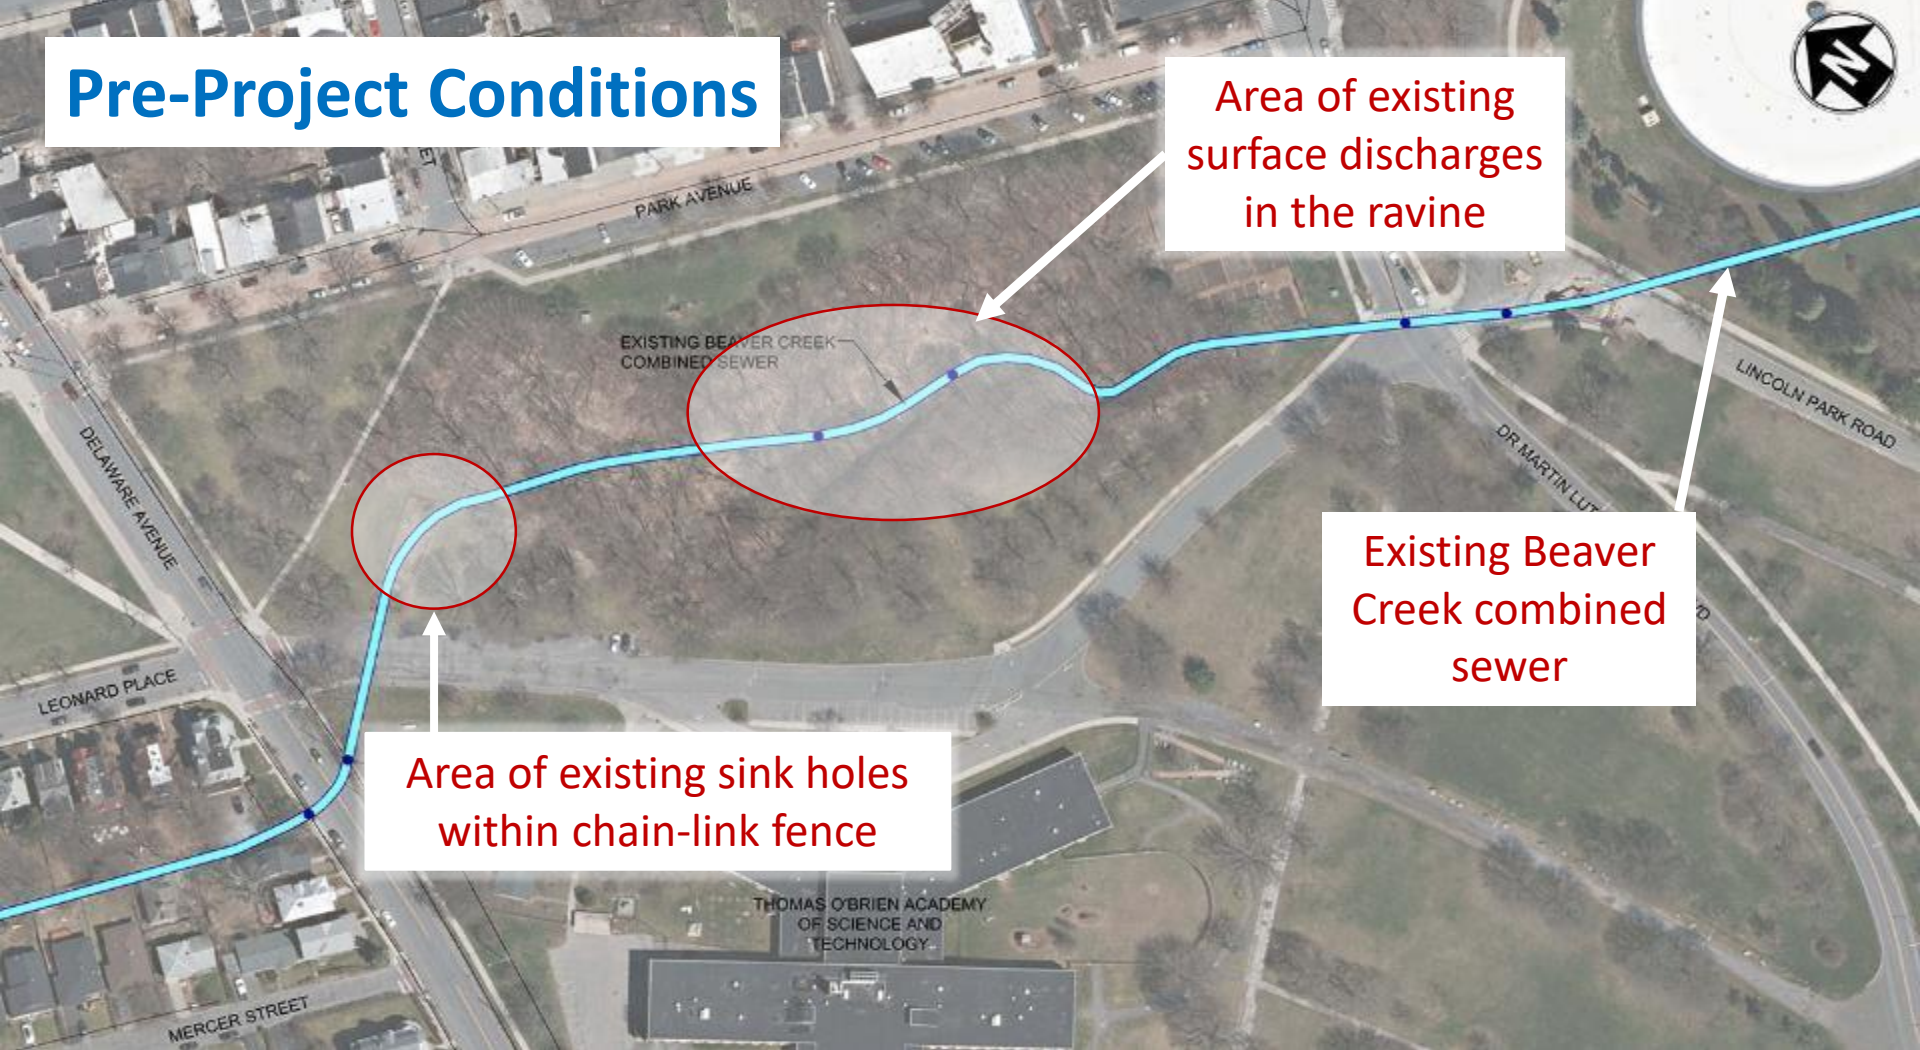 Pre-Project Conditions
N
Area of existing
surface discharges
in the ravine
ET
PARK AVENUE
EXISTING BEAVER CREEK
COMBINED SEWER
LINCOLN PARK ROAD
DELAWARE AVENUE
DR MARTIN LUT
VD
Existing Beaver
Creek combined
sewer
LEONARD PLACE
Area of existing sink holes
within chain-link fence
THOMAS O'BRIEN ACADEMY
OF SCIENCE AND
TECHNOLOGY
MERCER STREET